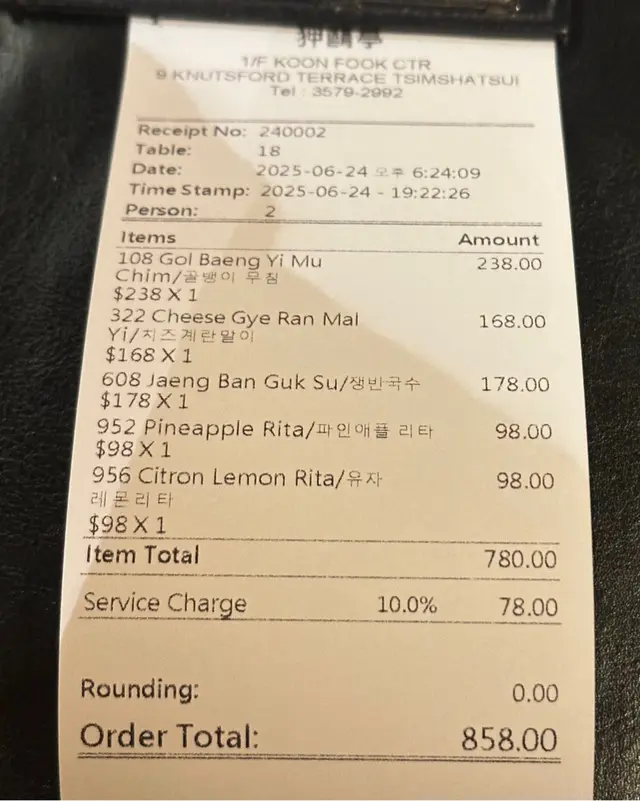 狎鷗亭
1/F KOON FOOK CTR
9 KNUTSFORD TERRACE TSIMSHATSUI
Tel : 3579-2992
Receipt No: 240002
Table: 18
Date: 2025-06-24 오후 6:24:09
Time Stamp: 2025-06-24 - 19:22:26
Person: 2
Items Amount
108 Gol Baeng Yi Mu 238.00
Chim/골뱅이 무침
$238 X 1
322 Cheese Gye Ran Mal 168.00
Yi/치즈계란말이
$168 X 1
608 Jaeng Ban Guk Su/쟁반국수 178.00
$178 X 1
952 Pineapple Rita/파인애플 리타 98.00
$98 X 1
956 Citron Lemon Rita/유자 98.00
레몬리타
$98 X 1
Item Total 780.00
Service Charge 10.0% 78.00
Rounding: 0.00
Order Total: 858.00